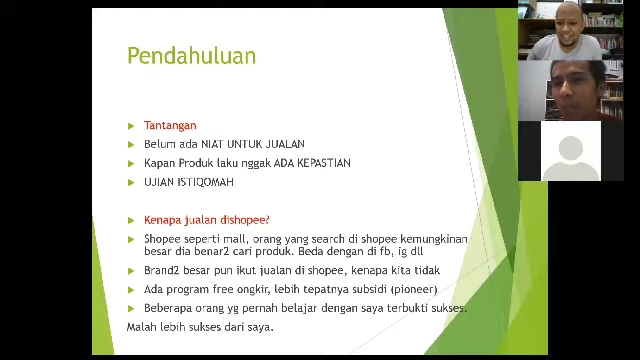 Pendahuluan
Tantangan
Belum ada NIAT UNTUK JUALAN
Kapan Produk laku nggak ADA KEPASTIAN
UJIAN ISTIQOMAH
Kenapa jualan dishopee?
Shopee seperti mall, orang yang search di shopee kemungkinan
besar dia benar2 cari produk. Beda dengan di fb, ig dll
Brand2 besar pun ikut jualan di shopee, kenapa kita tidak
Ada program free ongkir, lebih tepatnya subsidi (pioneer)
Beberapa orang yg pernah belajar dengan saya terbukti sukses.
Malah lebih sukses dari saya.